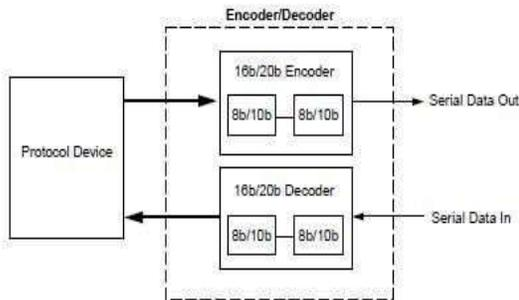 Encoder/Decoder
16b/20b Encoder
8b/10b
8b/10b
Serial Data Out
Protocol Device
16b/20b Decoder
8b/10b
8b/10b
Serial Data In